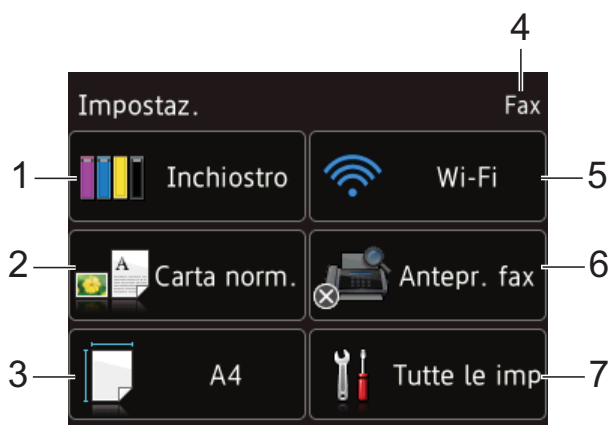 4
Impostaz. Fax
1 Inchiostro Wi-Fi 5
2 A Carta norm. Antepr. fax 6
3 A4 Tutte le imp 7